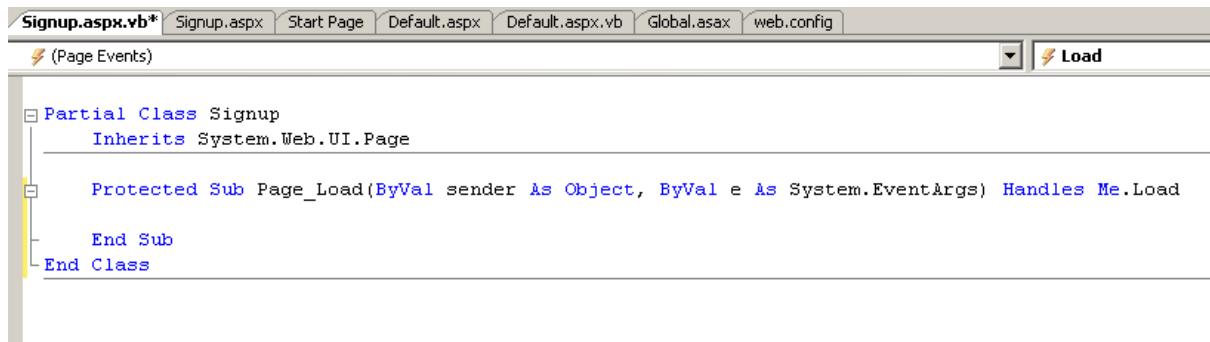 Signup.aspx.vb* Signup.aspx Start Page Default.aspx Default.aspx.vb Global.asax web.config
(Page Events) Load
Partial Class Signup
Inherits System.Web.UI.Page
Protected Sub Page_Load(ByVal sender As Object, ByVal e As System.EventArgs) Handles Me.Load
End Sub
End Class